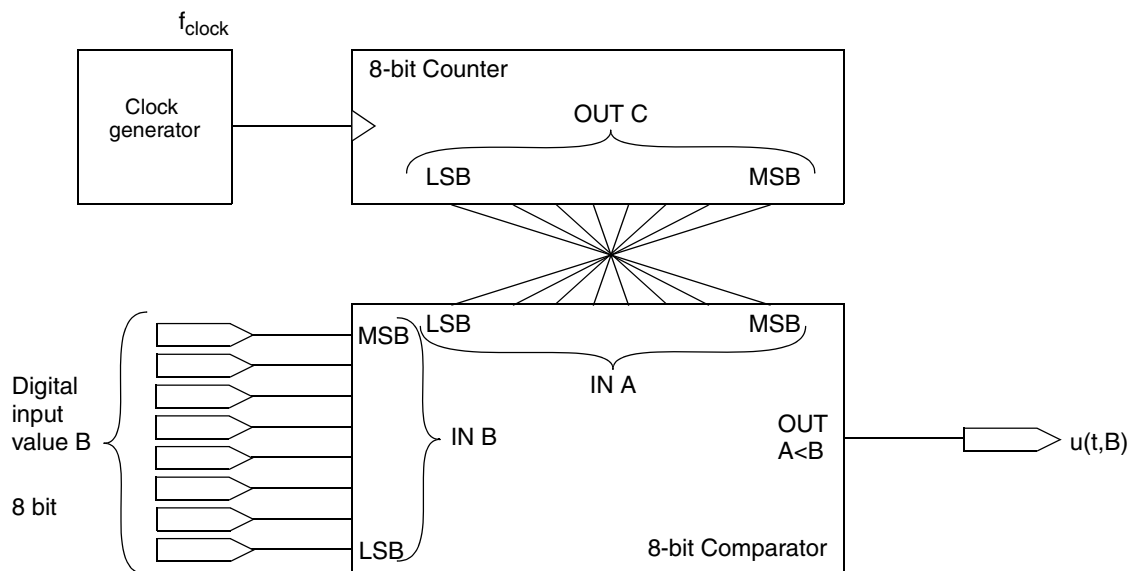 f_clock
8-bit Counter
Clock
generator
OUT C
LSB
MSB
LSB
MSB
IN A
MSB
Digital
input
value B
8 bit
IN B
LSB
OUT
A<B
u(t,B)
8-bit Comparator